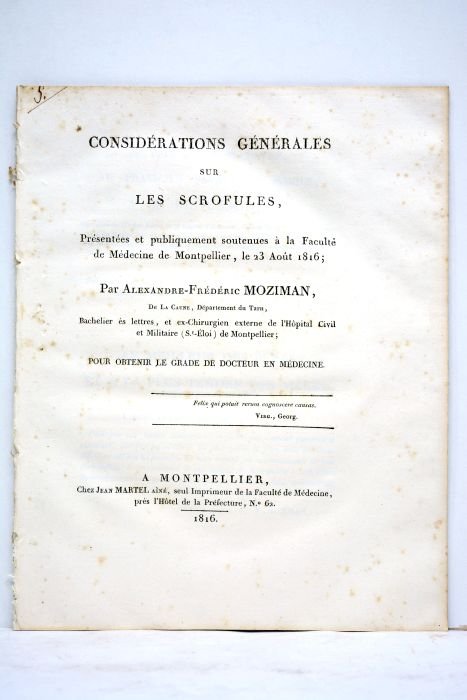 5.
CONSIDÉRATIONS GÉNÉRALES
SUR
LES SCROFULES,
Présentées et publiquement soutenues à la Faculté
de Médecine de Montpellier, le 23 Août 1816;
Par Alexandre-Frédéric MOZIMAN,
De La Caune, Département du Tarn,
Bachelier ès lettres, et ex-Chirurgien externe de l'Hôpital Civil
et Militaire (S.t-Éloi) de Montpellier;
POUR OBTENIR LE GRADE DE DOCTEUR EN MÉDECINE.
Felix qui potuit rerum cognoscere causas.
Virg., Georg.
A MONTPELLIER,
Chez Jean MARTEL aîné, seul Imprimeur de la Faculté de Médecine,
près l'Hôtel de la Préfecture, N.º 62.
1816.